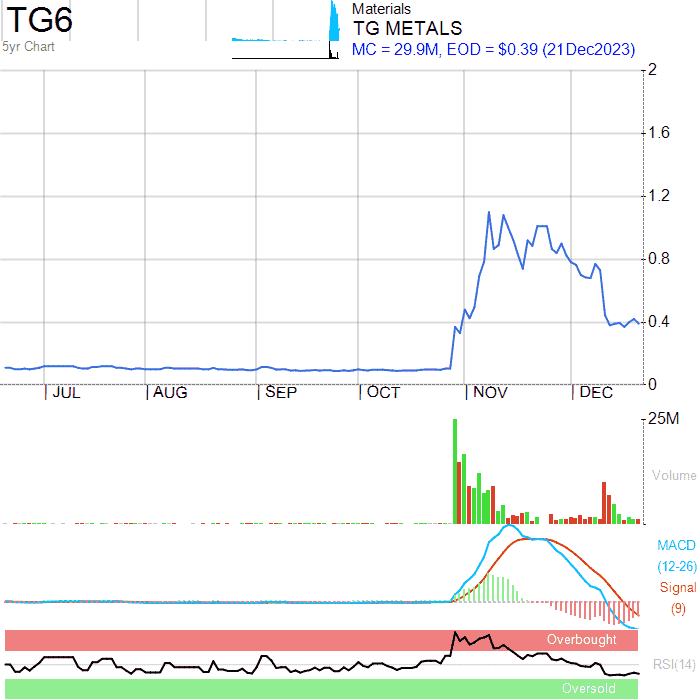 TG6
5yr Chart
Materials
TG METALS
MC = 29.9M, EOD = $0.39 (21Dec2023)
2
1.6
1.2
0.8
0.4
0
JUL AUG SEP OCT NOV DEC
25M
Volume
MACD
(12-26)
Signal
(9)
Overbought
RSI(14)
Oversold